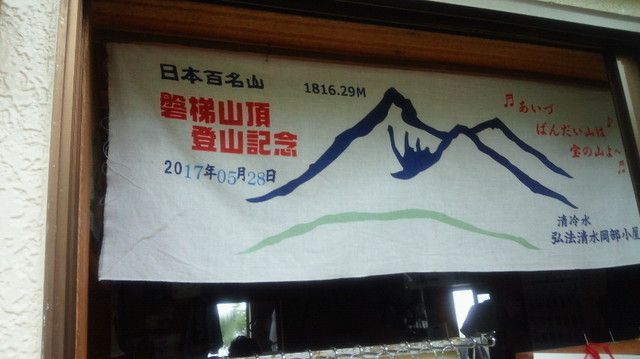 日本百名山
1816.29M
磐梯山頂
登山記念
2017年05月28日
♬あいづ♪
ばんだい山は
宝の山よ～♬
清冷水
弘法清水岡部小屋